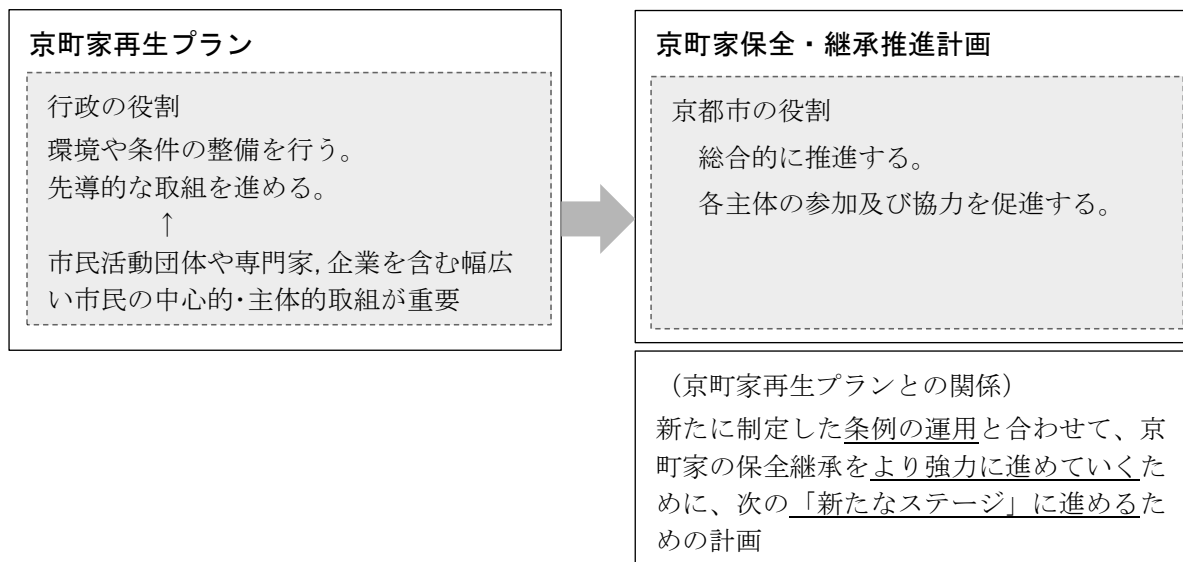 京町家再生プラン
行政の役割
環境や条件の整備を行う。
先導的な取組を進める。
↑
市民活動団体や専門家,企業を含む幅広
い市民の中心的・主体的取組が重要
京町家保全・継承推進計画
京都市の役割
総合的に推進する。
各主体の参加及び協力を促進する。
(京町家再生プランとの関係)
新たに制定した条例の運用と合わせて、京
町家の保全継承をより強力に進めていくた
めに、次の「新たなステージ」に進めるた
めの計画